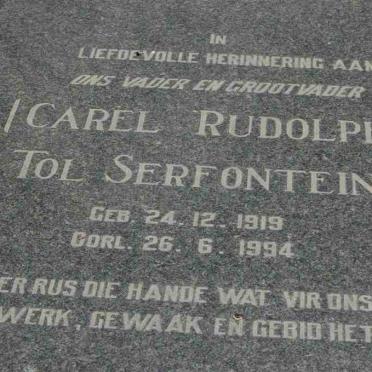 IN
LIEFDEVOLLE HERINNERING AAN
ONS VADER EN GROOTVADER
CAREL RUDOLPH
TOL SERFONTEIN
GEB. 24. 12. 1919
OORL. 26. 6. 1994
ER RUS DIE HANDE WAT VIR ONS
WERK, GEWAAK EN GEBID HET